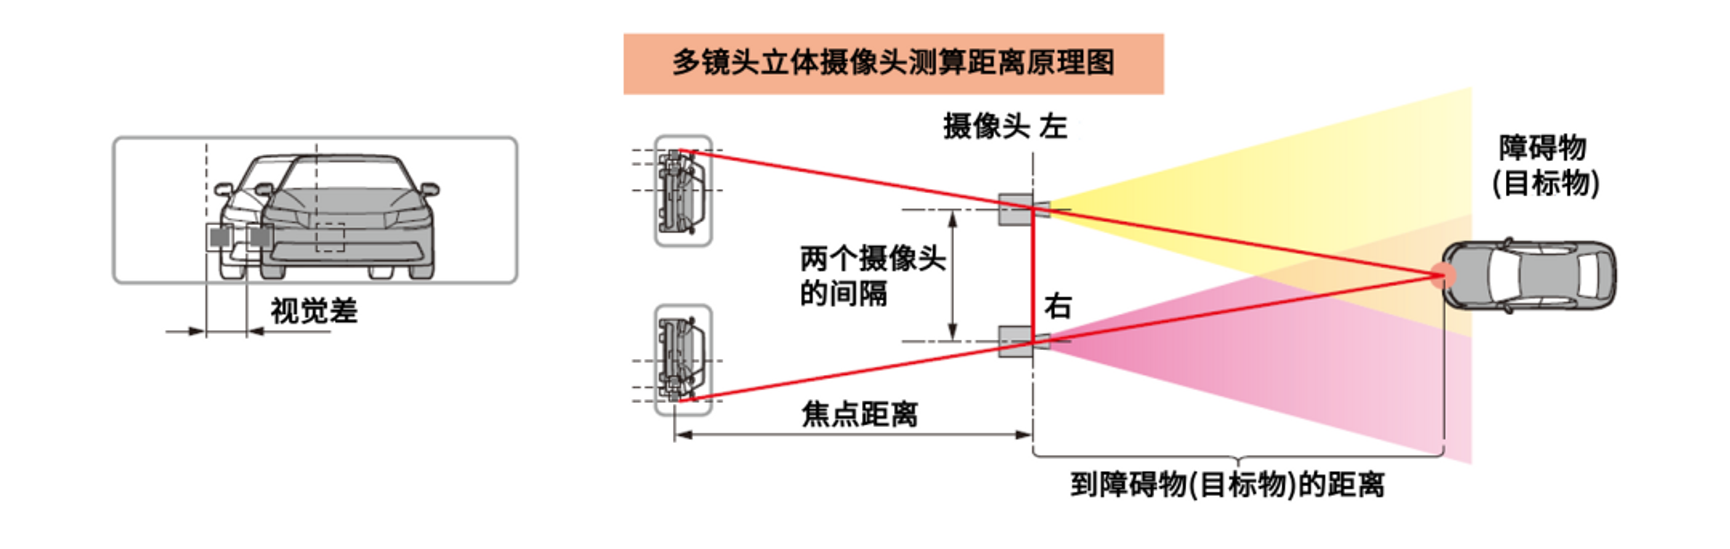 多镜头立体摄像头测算距离原理图
摄像头 左
障碍物
(目标物)
两个摄像头
的间隔
右
视觉差
焦点距离
到障碍物(目标物)的距离